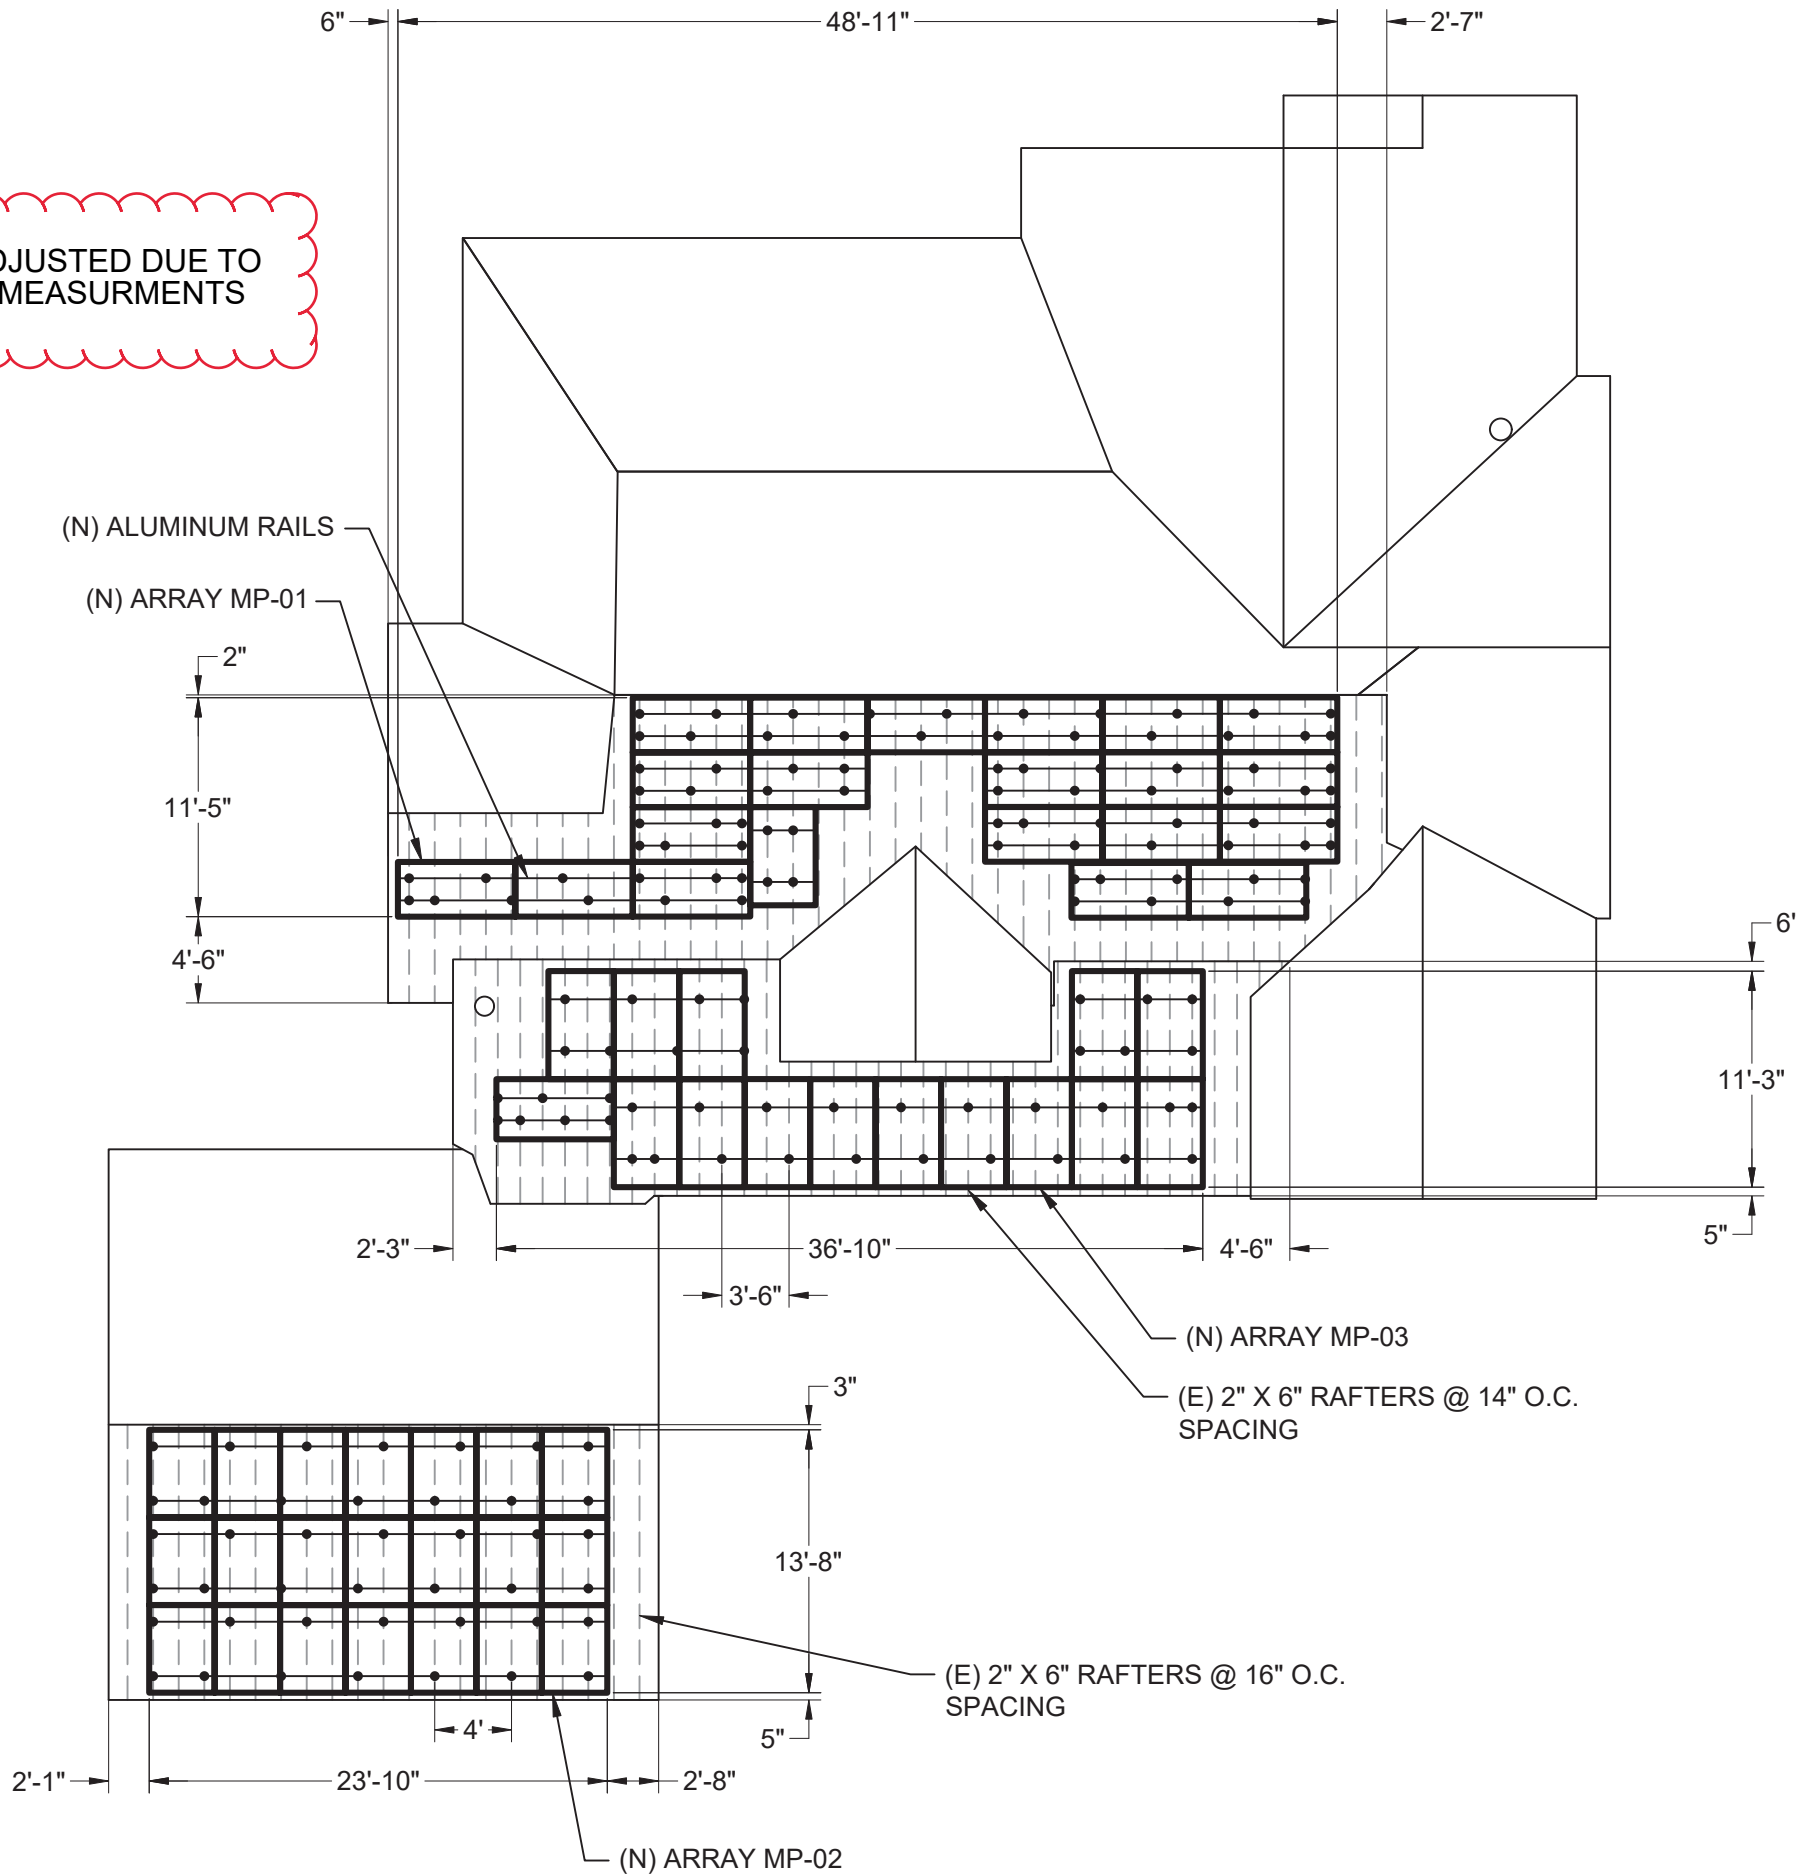 6"
48'-11"
2'-7"
DJUSTED DUE TO
MEASURMENTS
(N) ALUMINUM RAILS
(N) ARRAY MP-01
2"
11'-5"
4'-6"
6'
11'-3"
5"
2'-3"
36'-10"
4'-6"
3'-6"
(N) ARRAY MP-03
(E) 2" X 6" RAFTERS @ 14" O.C.
SPACING
3"
13'-8"
(E) 2" X 6" RAFTERS @ 16" O.C.
SPACING
4'
5"
2'-1"
23'-10"
2'-8"
(N) ARRAY MP-02